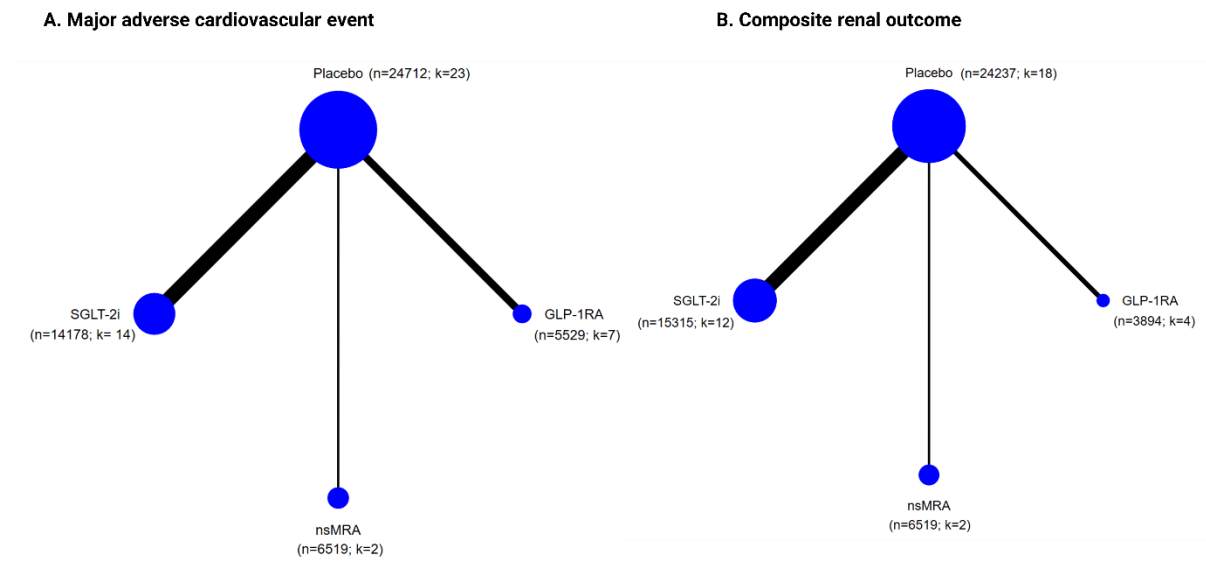 A. Major adverse cardiovascular event
Placebo (n=24712; k=23)
SGLT-2i
(n=14178; k= 14)
GLP-1RA
(n=5529; k=7)
nsMRA
(n=6519; k=2)
B. Composite renal outcome
Placebo (n=24237; k=18)
SGLT-2i
(n=15315; k=12)
GLP-1RA
(n=3894; k=4)
nsMRA
(n=6519; k=2)